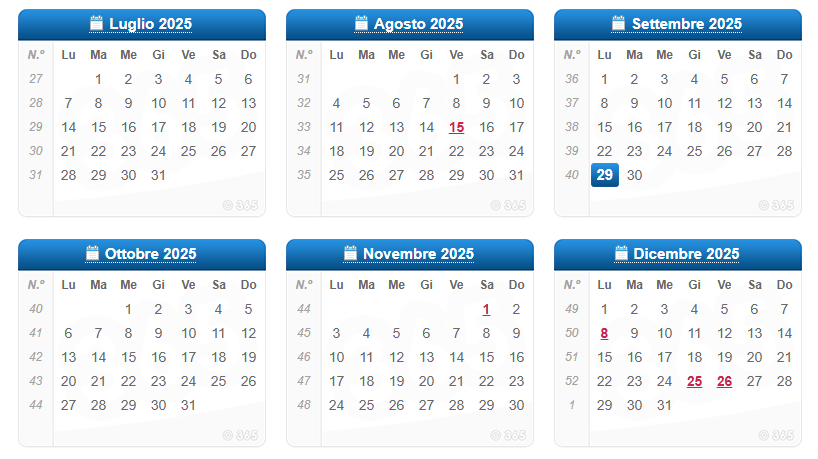 Luglio 2025
N.º Lu Ma Me Gi Ve Sa Do
27 1 2 3 4 5 6
28 7 8 9 10 11 12 13
29 14 15 16 17 18 19 20
30 21 22 23 24 25 26 27
31 28 29 30 31
© 365
Agosto 2025
N.º Lu Ma Me Gi Ve Sa Do
31 1 2 3
32 4 5 6 7 8 9 10
33 11 12 13 14 15 16 17
34 18 19 20 21 22 23 24
35 25 26 27 28 29 30 31
© 365
Settembre 2025
N.º Lu Ma Me Gi Ve Sa Do
36 1 2 3 4 5 6 7
37 8 9 10 11 12 13 14
38 15 16 17 18 19 20 21
39 22 23 24 25 26 27 28
40 29 30
© 365
Ottobre 2025
N.º Lu Ma Me Gi Ve Sa Do
40 1 2 3 4 5
41 6 7 8 9 10 11 12
42 13 14 15 16 17 18 19
43 20 21 22 23 24 25 26
44 27 28 29 30 31
© 365
Novembre 2025
N.º Lu Ma Me Gi Ve Sa Do
44 1 2
45 3 4 5 6 7 8 9
46 10 11 12 13 14 15 16
47 17 18 19 20 21 22 23
48 24 25 26 27 28 29 30
© 365
Dicembre 2025
N.º Lu Ma Me Gi Ve Sa Do
49 1 2 3 4 5 6 7
50 8 9 10 11 12 13 14
51 15 16 17 18 19 20 21
52 22 23 24 25 26 27 28
1 29 30 31
© 365